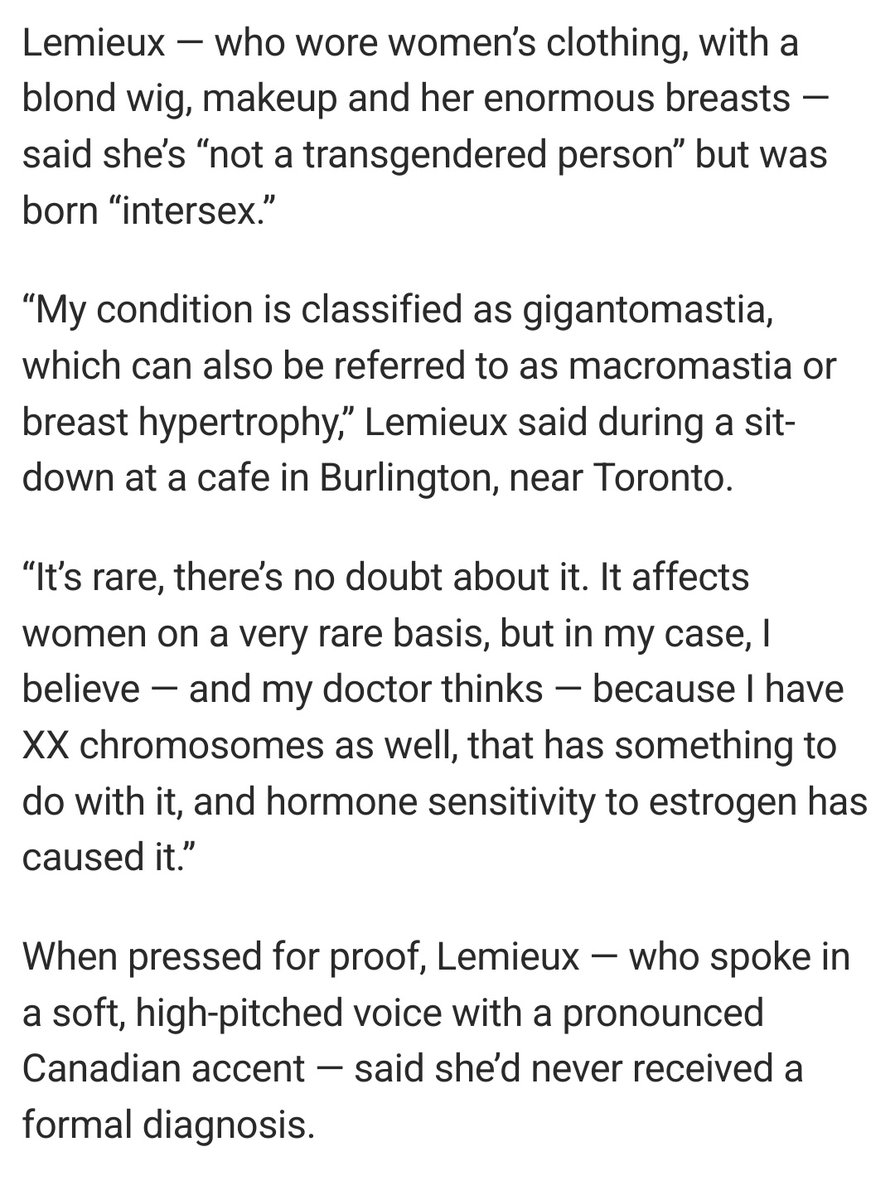 Lemieux — who wore women’s clothing, with a
blond wig, makeup and her enormous breasts —
said she’s “not a transgendered person” but was
born “intersex.”
“My condition is classified as gigantomastia,
which can also be referred to as macromastia or
breast hypertrophy,” Lemieux said during a sit-
down at a cafe in Burlington, near Toronto.
“It’s rare, there’s no doubt about it. It affects
women on a very rare basis, but in my case, I
believe — and my doctor thinks — because I have
XX chromosomes as well, that has something to
do with it, and hormone sensitivity to estrogen has
caused it.”
When pressed for proof, Lemieux — who spoke in
a soft, high-pitched voice with a pronounced
Canadian accent — said she’d never received a
formal diagnosis.